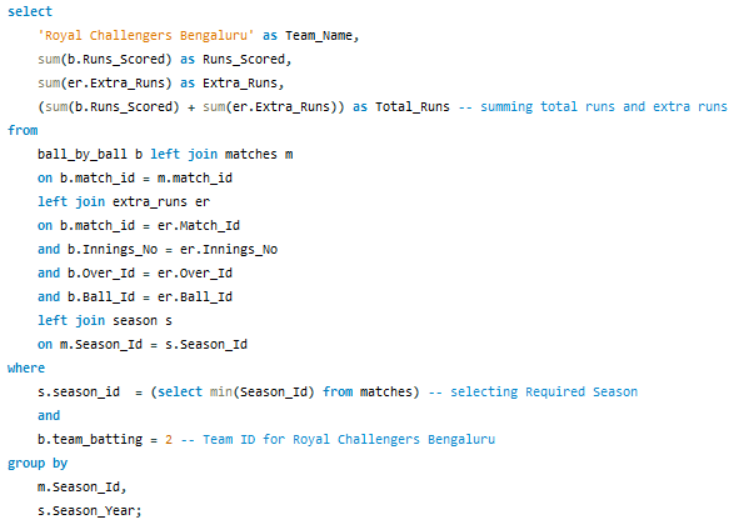 select
'Royal Challengers Bengaluru' as Team_Name,
sum(b.Runs_Scored) as Runs_Scored,
sum(er.Extra_Runs) as Extra_Runs,
(sum(b.Runs_Scored) + sum(er.Extra_Runs)) as Total_Runs -- summing total runs and extra runs
from
ball_by_ball b left join matches m
on b.match_id = m.match_id
left join extra_runs er
on b.match_id = er.Match_Id
and b.Innings_No = er.Innings_No
and b.Over_Id = er.Over_Id
and b.Ball_Id = er.Ball_Id
left join season s
on m.Season_Id = s.Season_Id
where
s.season_id = (select min(Season_Id) from matches) -- selecting Required Season
and
b.team_batting = 2 -- Team ID for Royal Challengers Bengaluru
group by
m.Season_Id,
s.Season_Year;